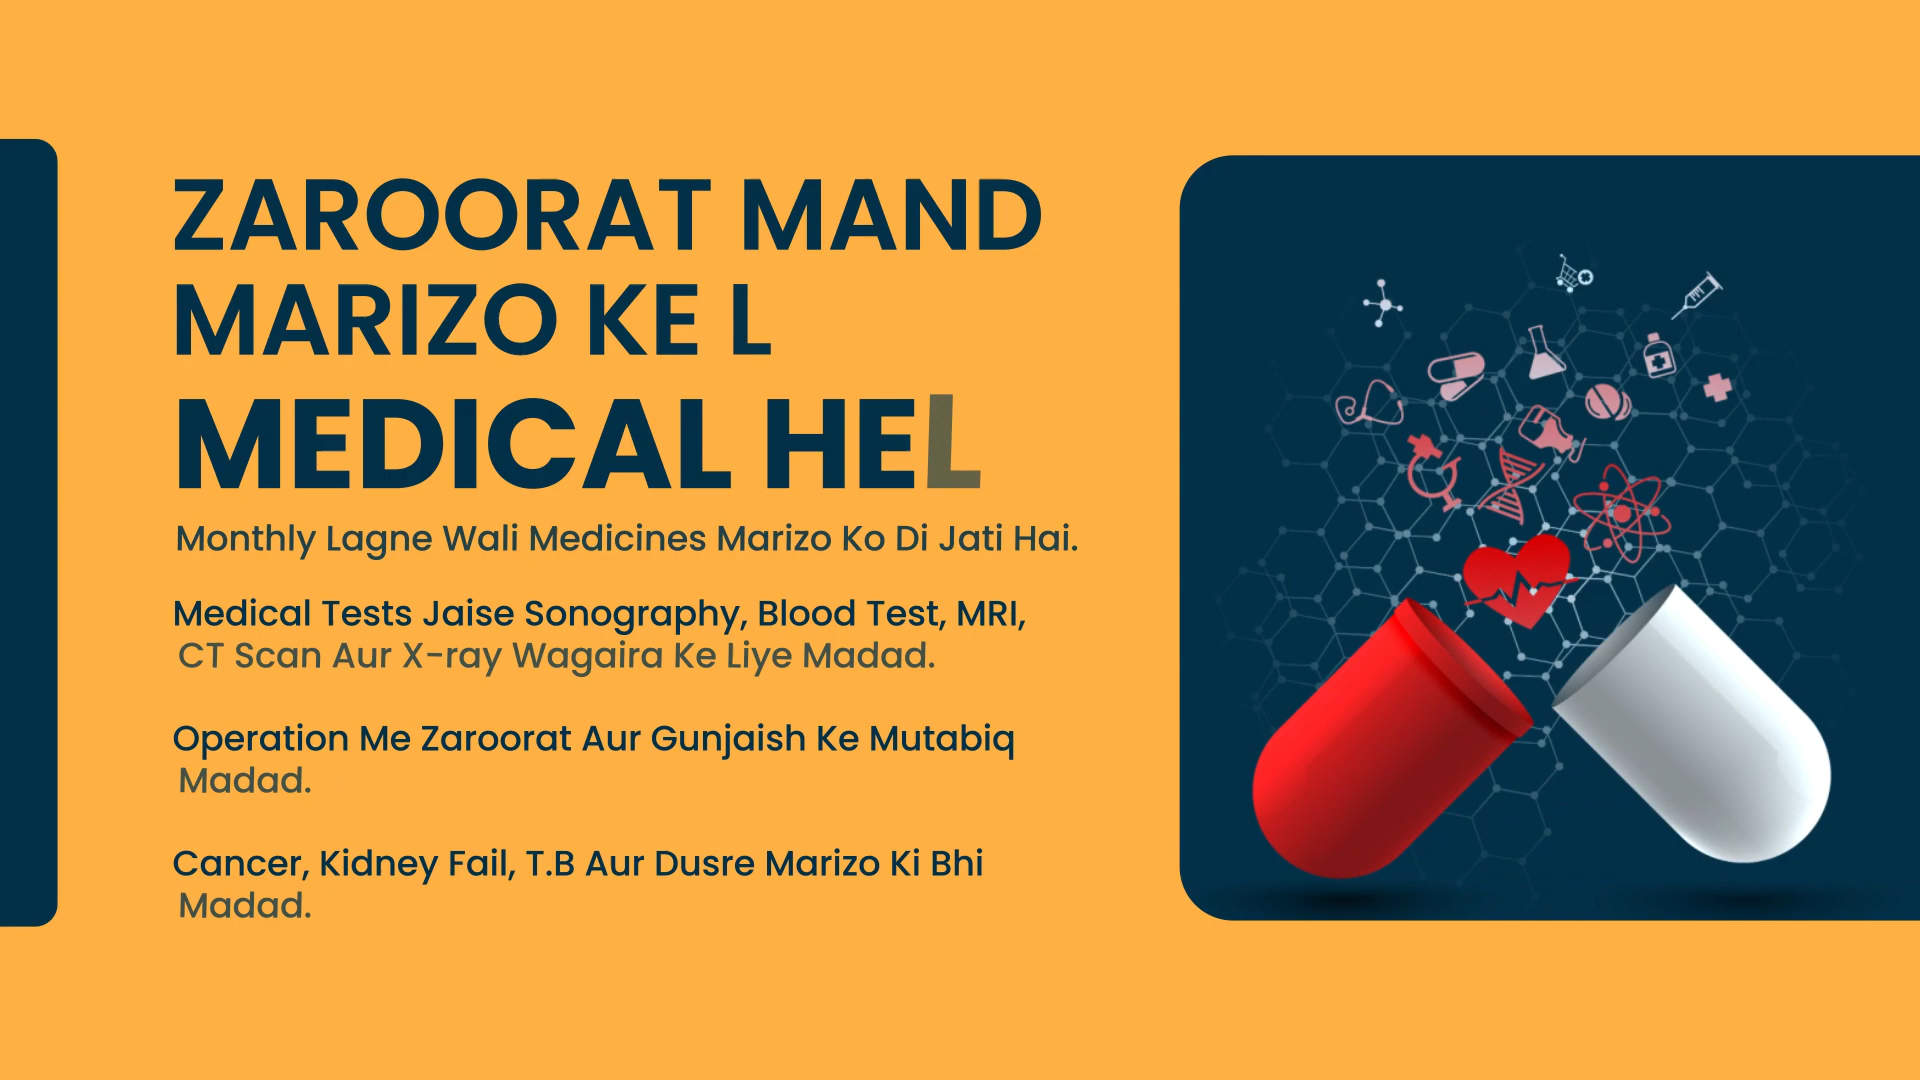 ZAROORAT MAND
MARIZO KE L
MEDICAL HEL
Monthly Lagne Wali Medicines Marizo Ko Di Jati Hai.
Medical Tests Jaise Sonography, Blood Test, MRI,
CT Scan Aur X-ray Wagaira Ke Liye Madad.
Operation Me Zaroorat Aur Gunjaish Ke Mutabiq
Madad.
Cancer, Kidney Fail, T.B Aur Dusre Marizo Ki Bhi
Madad.